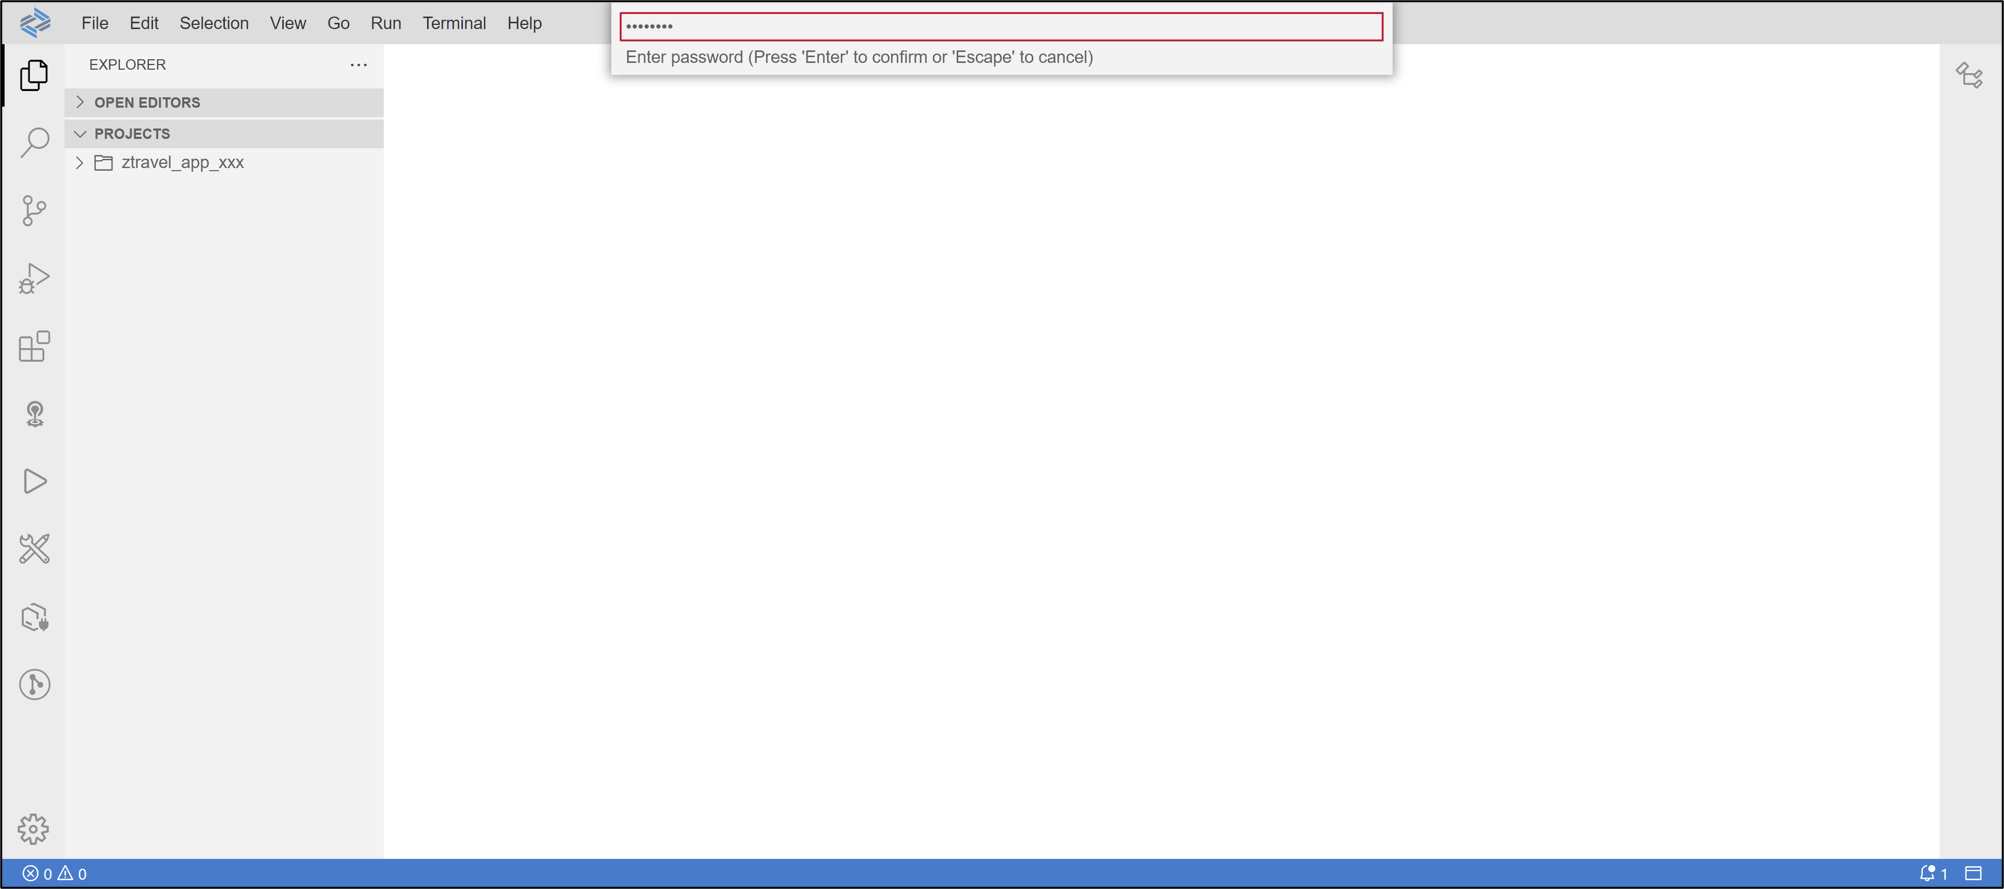 File Edit Selection View Go Run Terminal Help
••••••••
Enter password (Press 'Enter' to confirm or 'Escape' to cancel)
EXPLORER
OPEN EDITORS
PROJECTS
ztravel_app_xxx
0 0
1